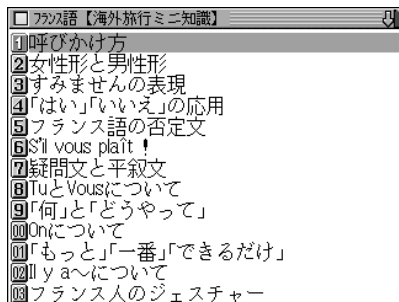 フランス語【海外旅行ミニ知識】
1呼びかけ方
2女性形と男性形
3すみませんの表現
4「はい」「いいえ」の応用
5フランス語の否定文
6S'il vous plaît !
7疑問文と平叙文
8TuとVousについて
9「何」と「どうやって」
00Onについて
01「もっと」「一番」「できるだけ」
02Il y a〜について
03フランス人のジェスチャー